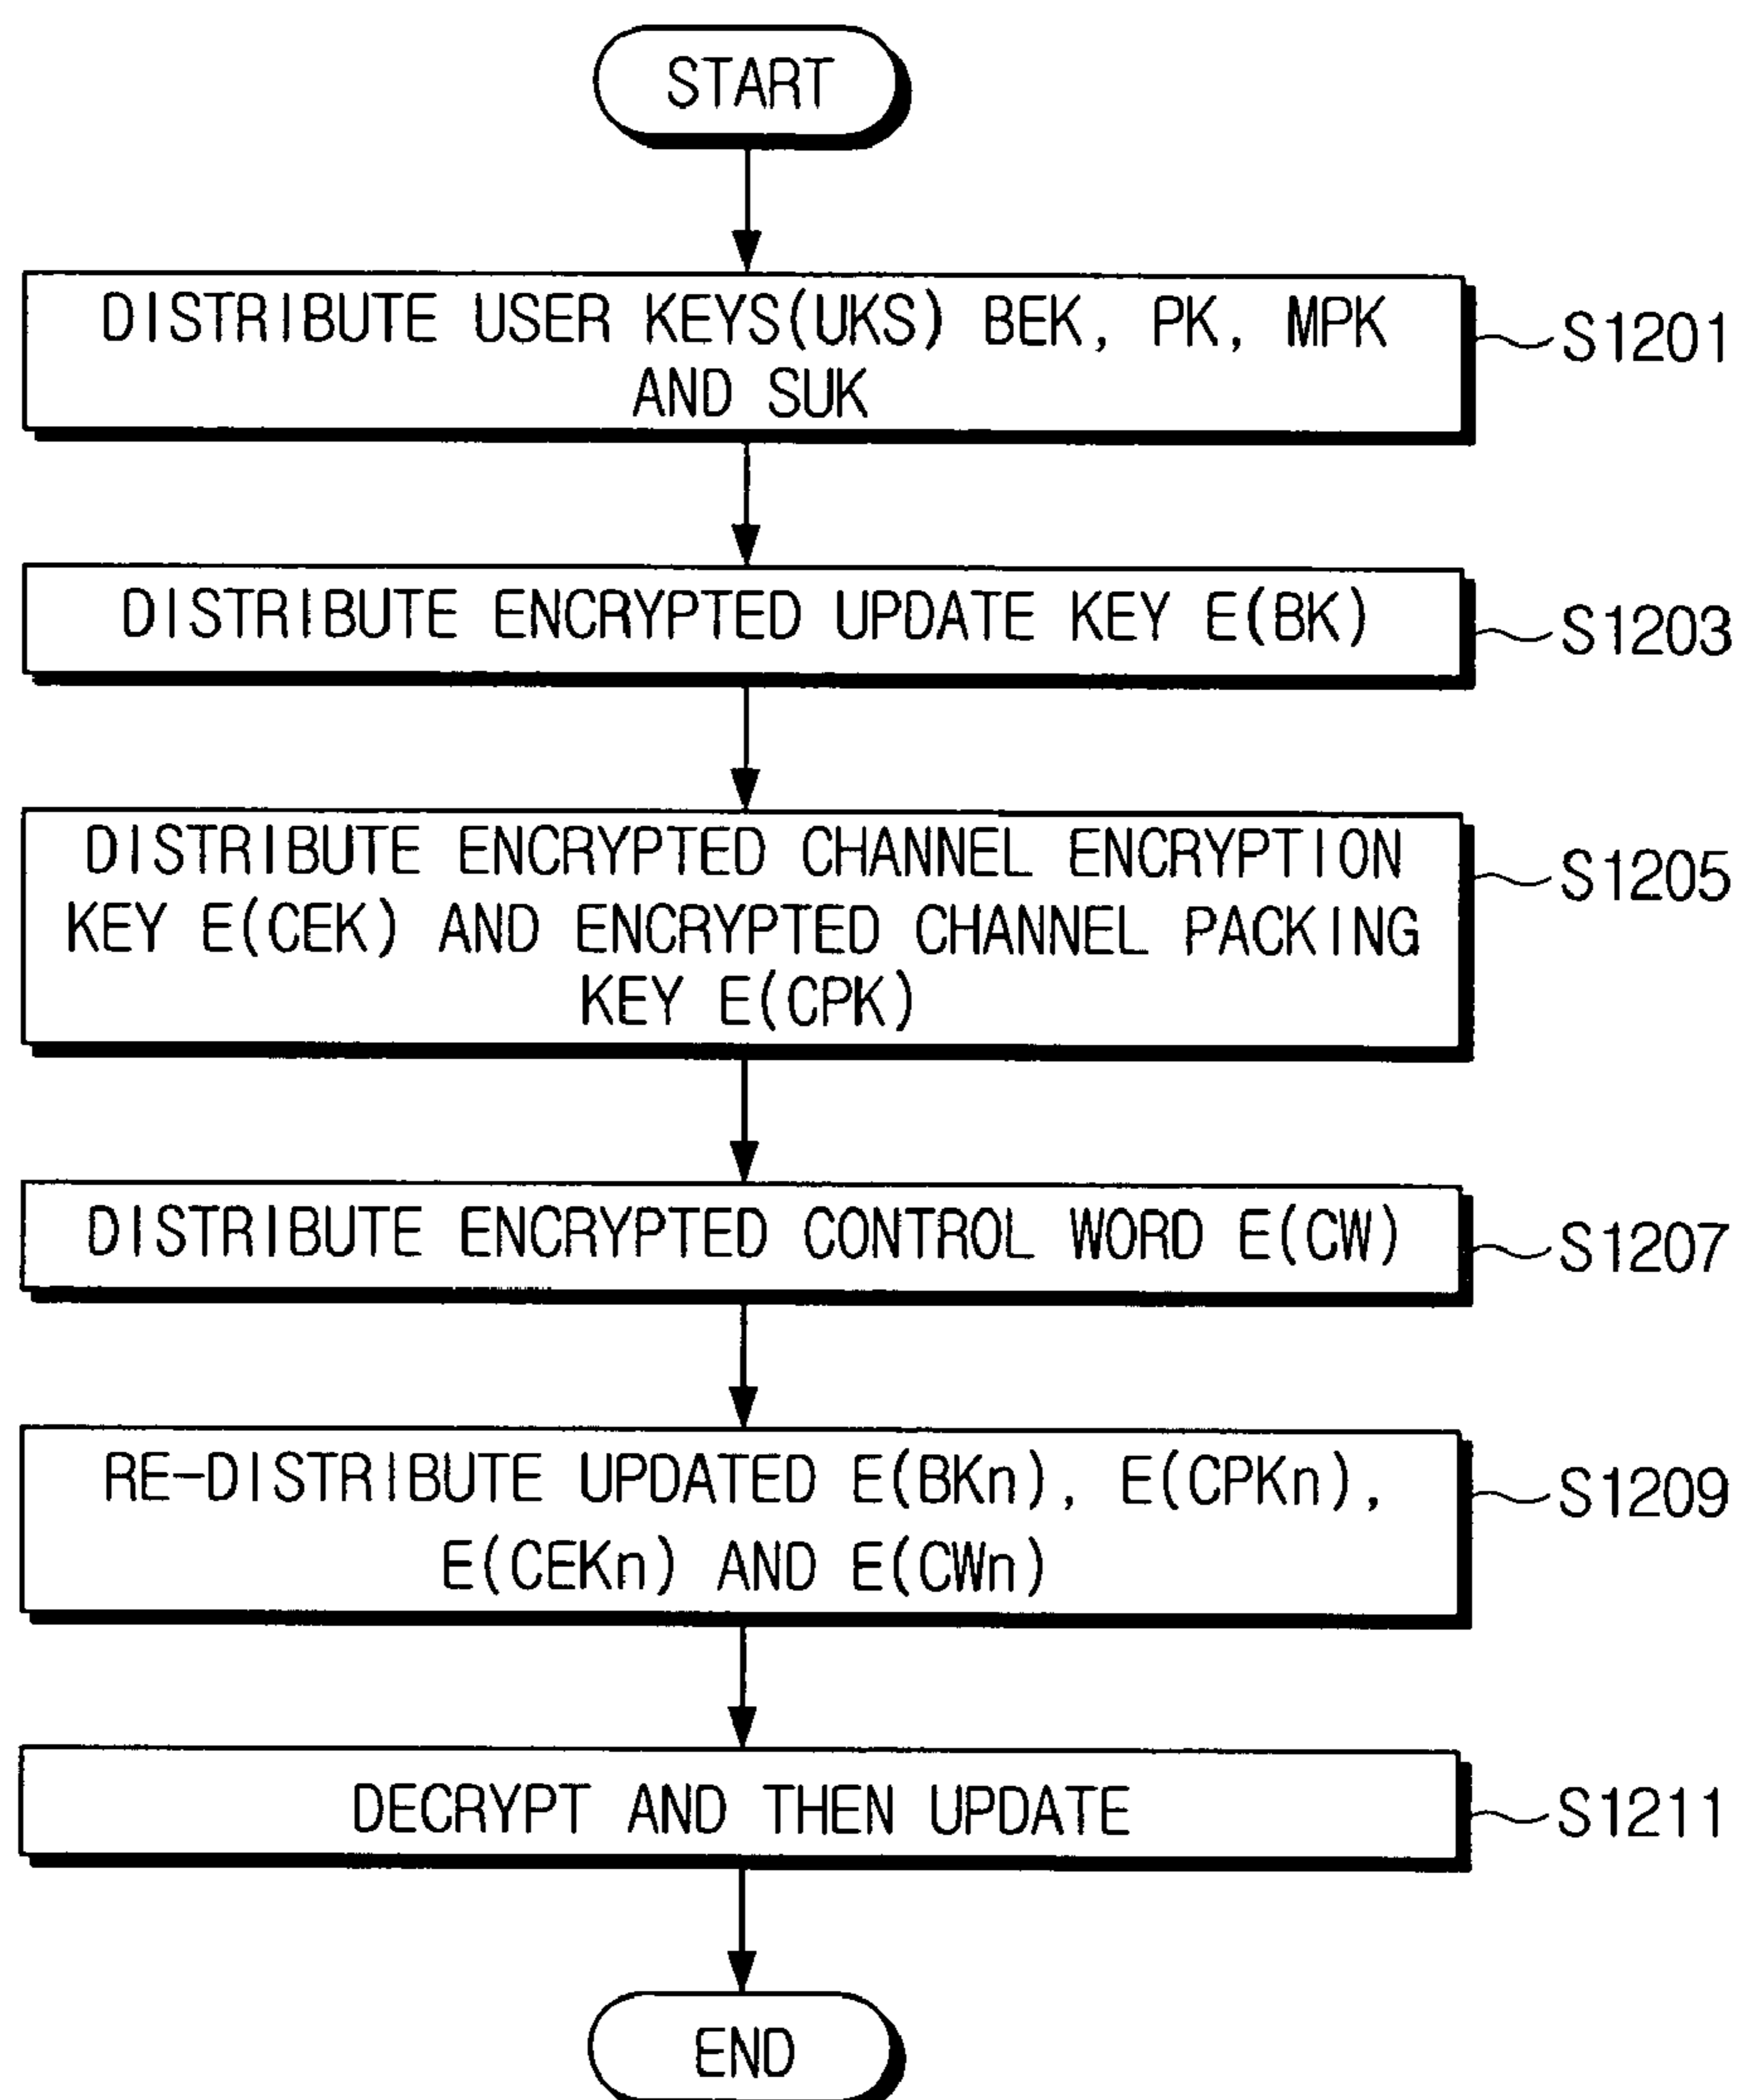 START
DISTRIBUTE USER KEYS(UKS) BEK, PK, MPK
AND SUK
S1201
DISTRIBUTE ENCRYPTED UPDATE KEY E(BK)
S1203
DISTRIBUTE ENCRYPTED CHANNEL ENCRYPTION
KEY E(CEK) AND ENCRYPTED CHANNEL PACKING
KEY E(CPK)
S1205
DISTRIBUTE ENCRYPTED CONTROL WORD E(CW)
S1207
RE-DISTRIBUTE UPDATED E(BKn), E(CPKn),
E(CEKn) AND E(CWn)
S1209
DECRYPT AND THEN UPDATE
S1211
END